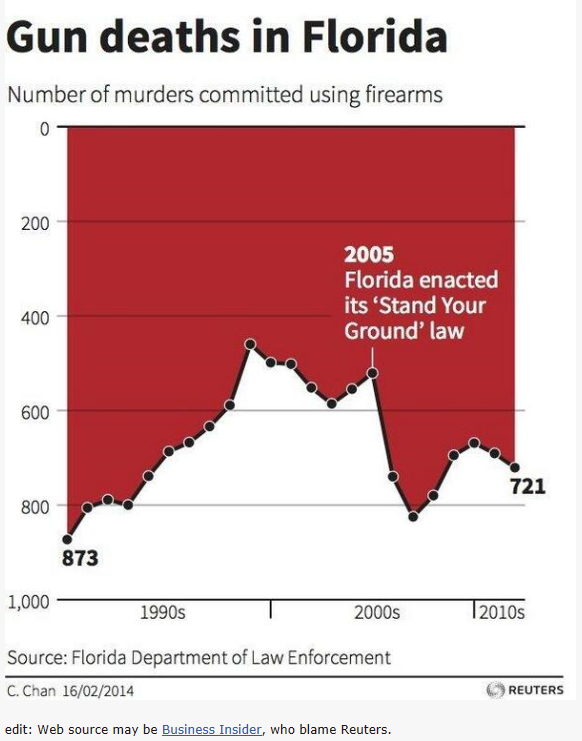 Gun deaths in Florida
Number of murders committed using firearms
0
200
2005
Florida enacted
its ‘Stand Your
Ground’ law
400
600
721
800
873
1,000
1990s
2000s
2010s
Source: Florida Department of Law Enforcement
C. Chan 16/02/2014
REUTERS
edit: Web source may be Business Insider, who blame Reuters.